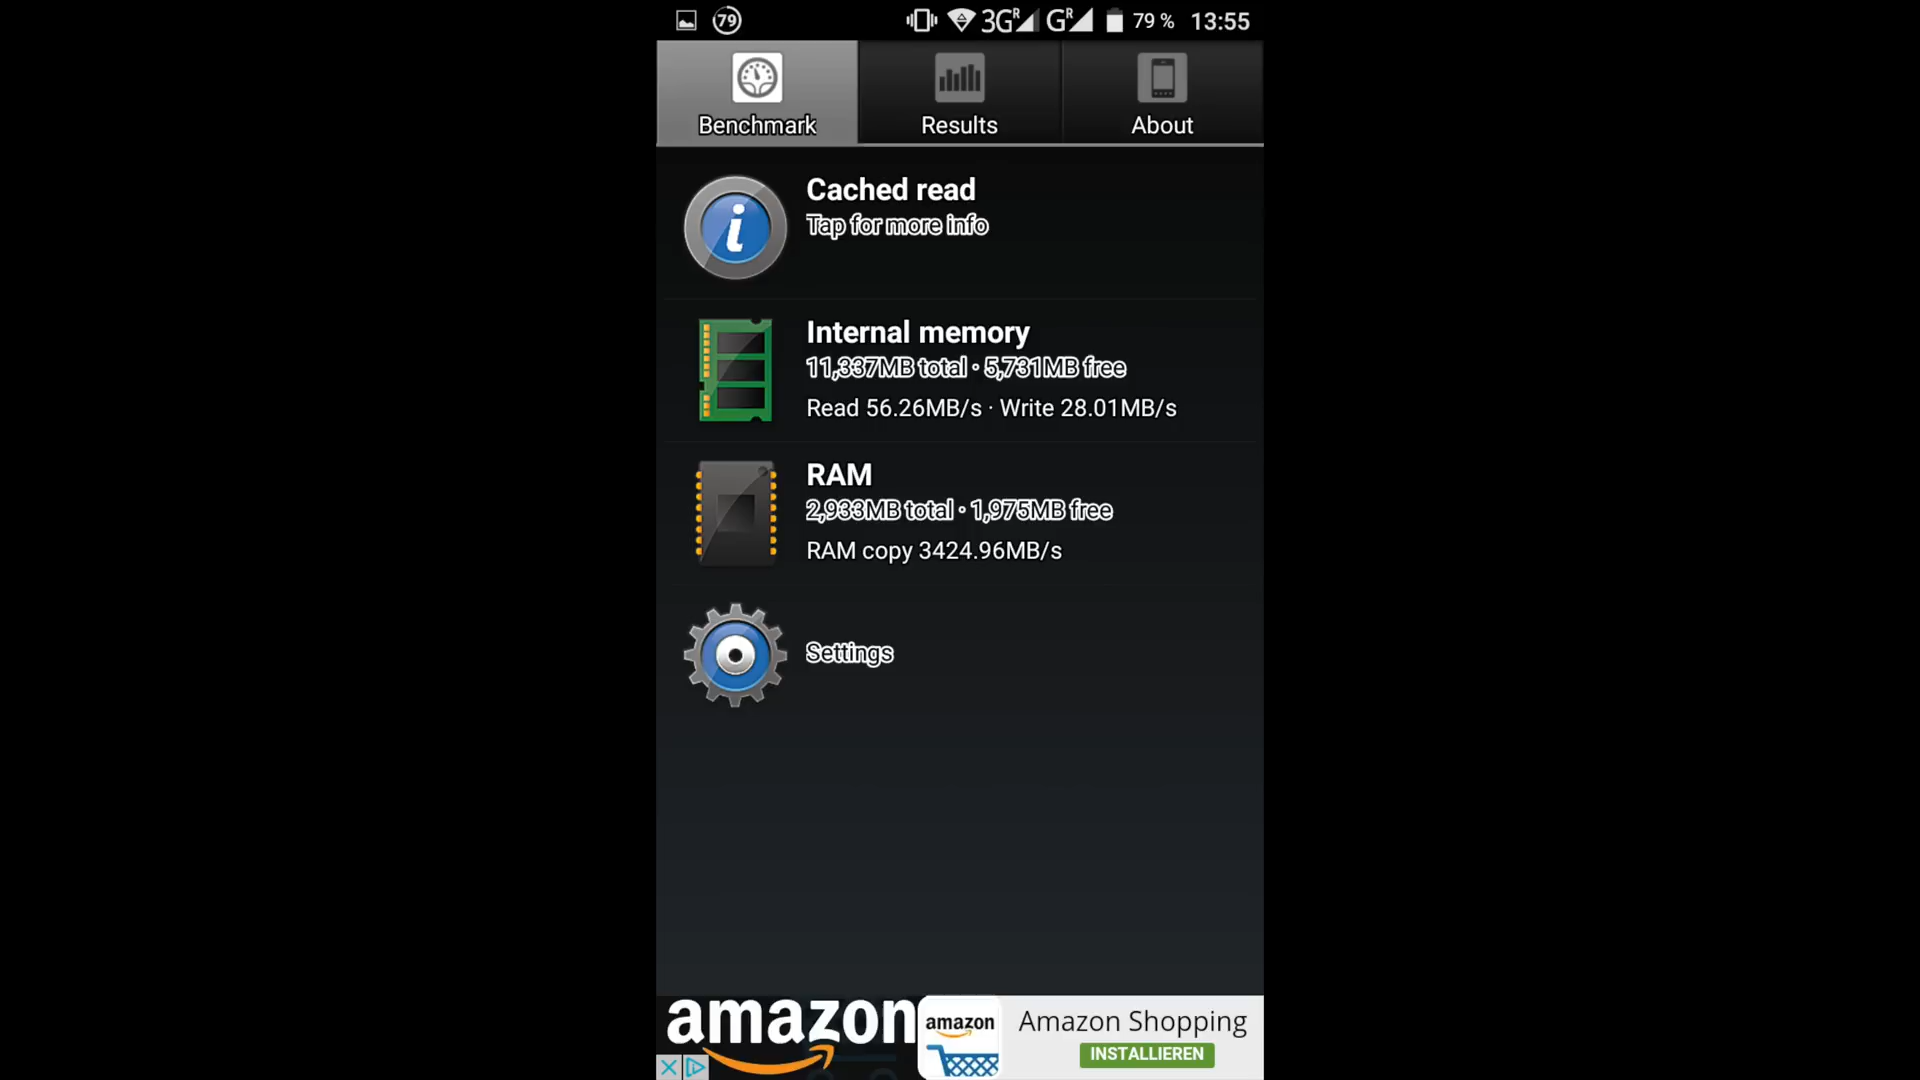 79 3G R G R 79 % 13:55
Benchmark Results About
Cached read
Tap for more info
Internal memory
11,337MB total • 5,731MB free
Read 56.26MB/s · Write 28.01MB/s
RAM
2,933MB total • 1,975MB free
RAM copy 3424.96MB/s
Settings
amazon
amazon
Amazon Shopping
INSTALLIEREN